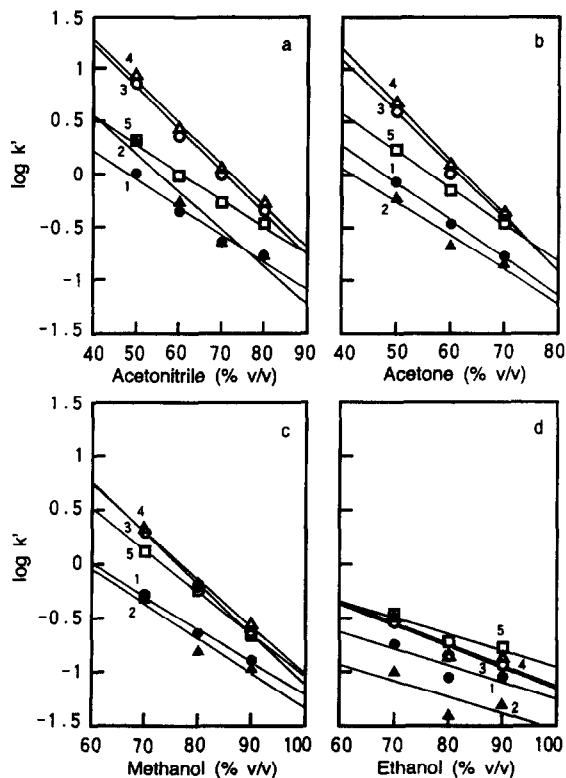 a
b
1.5
1
0.5
0
-0.5
-1
-1.5
log k'
4
3
5
2
1
4
3
5
1
2
40 50 60 70 80 90
40 50 60 70 80
Acetonitrile (% v/v)
Acetone (% v/v)
c
d
1.5
1
0.5
0
-0.5
-1
-1.5
log k'
4
3
5
1
2
5
4
3
1
2
60 70 80 90 100
60 70 80 90 100
Methanol (% v/v)
Ethanol (% v/v)